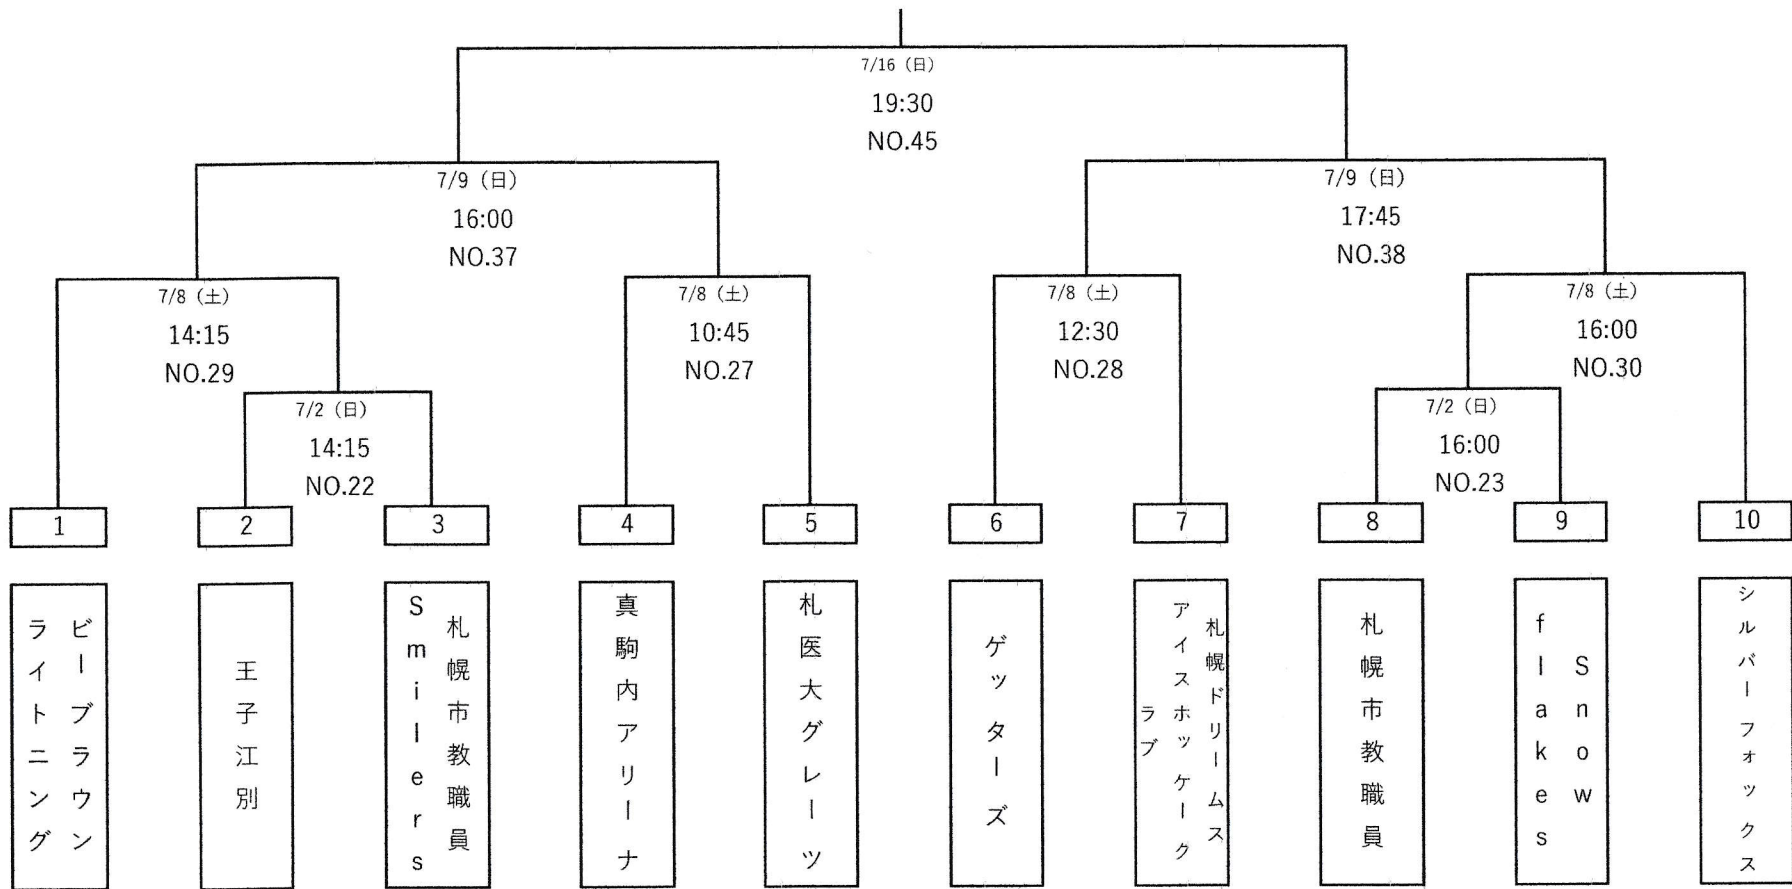 7/16（日）
19:30
NO.45
7/9（日）
16:00
NO.37
7/9（日）
17:45
NO.38
7/8（土）
14:15
NO.29
7/8（土）
10:45
NO.27
7/8（土）
12:30
NO.28
7/8（土）
16:00
NO.30
7/2（日）
14:15
NO.22
7/2（日）
16:00
NO.23
1
2
3
4
5
6
7
8
9
10
ビーブラウン
ライトニング
王子江別
札幌市教職員
Smilers
真駒内アリーナ
札医大グレーツ
ゲッターズ
札幌ドリームス
アイスホッケーク
ラブ
札幌市教職員
Snow
flakes
シルバーフォックス